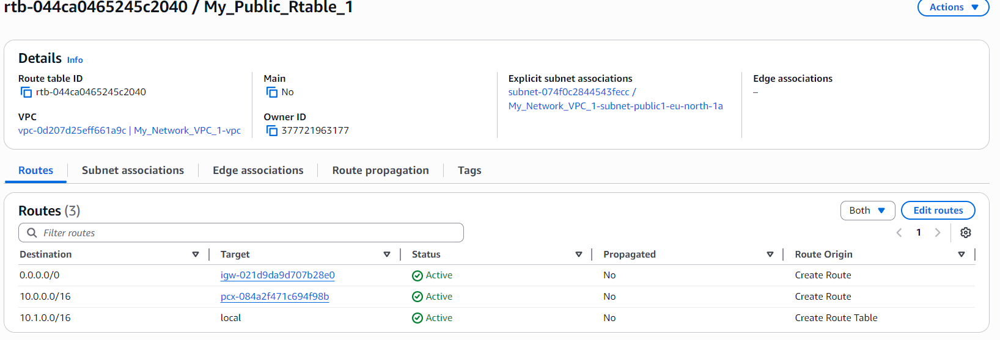 rtb-044ca0465245c2040 / My_Public_Rtable_1
Actions
Details Info
Route table ID
rtb-044ca0465245c2040
Main
No
Explicit subnet associations
subnet-074f0c2844543fecc /
My_Network_VPC_1-subnet-public1-eu-north-1a
Edge associations
–
VPC
vpc-0d207d25eff661a9c | My_Network_VPC_1-vpc
Owner ID
377721963177
Routes Subnet associations Edge associations Route propagation Tags
Routes (3)
Both Edit routes
Filter routes
1
Destination Target Status Propagated Route Origin
0.0.0.0/0 igw-021d9da9d707b28e0 Active No Create Route
10.0.0.0/16 pcx-084a2f471c694f98b Active No Create Route
10.1.0.0/16 local Active No Create Route Table